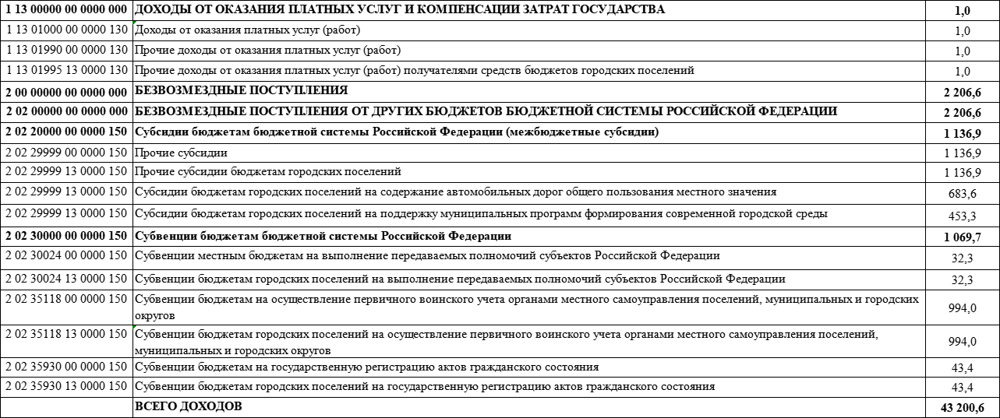 1 13 00000 00 0000 000 ДОХОДЫ ОТ ОКАЗАНИЯ ПЛАТНЫХ УСЛУГ И КОМПЕНСАЦИИ ЗАТРАТ ГОСУДАРСТВА 1,0
1 13 01000 00 0000 130 Доходы от оказания платных услуг (работ) 1,0
1 13 01990 00 0000 130 Прочие доходы от оказания платных услуг (работ) 1,0
1 13 01995 13 0000 130 Прочие доходы от оказания платных услуг (работ) получателями средств бюджетов городских поселений 1,0
2 00 00000 00 0000 000 БЕЗВОЗМЕЗДНЫЕ ПОСТУПЛЕНИЯ 2 206,6
2 02 00000 00 0000 000 БЕЗВОЗМЕЗДНЫЕ ПОСТУПЛЕНИЯ ОТ ДРУГИХ БЮДЖЕТОВ БЮДЖЕТНОЙ СИСТЕМЫ РОССИЙСКОЙ ФЕДЕРАЦИИ 2 206,6
2 02 20000 00 0000 150 Субсидии бюджетам бюджетной системы Российской Федерации (межбюджетные субсидии) 1 136,9
2 02 29999 00 0000 150 Прочие субсидии 1 136,9
2 02 29999 13 0000 150 Прочие субсидии бюджетам городских поселений 1 136,9
2 02 29999 13 0000 150 Субсидии бюджетам городских поселений на содержание автомобильных дорог общего пользования местного значения 683,6
2 02 29999 13 0000 150 Субсидии бюджетам городских поселений на поддержку муниципальных программ формирования современной городской среды 453,3
2 02 30000 00 0000 150 Субвенции бюджетам бюджетной системы Российской Федерации 1 069,7
2 02 30024 00 0000 150 Субвенции местным бюджетам на выполнение передаваемых полномочий субъектов Российской Федерации 32,3
2 02 30024 13 0000 150 Субвенции бюджетам городских поселений на выполнение передаваемых полномочий субъектов Российской Федерации 32,3
2 02 35118 00 0000 150 Субвенции бюджетам на осуществление первичного воинского учета органами местного самоуправления поселений, муниципальных и городских
округов 994,0
2 02 35118 13 0000 150 Субвенции бюджетам городских поселений на осуществление первичного воинского учета органами местного самоуправления поселений,
муниципальных и городских округов 994,0
2 02 35930 00 0000 150 Субвенции бюджетам на государственную регистрацию актов гражданского состояния 43,4
2 02 35930 13 0000 150 Субвенции бюджетам городских поселений на государственную регистрацию актов гражданского состояния 43,4
ВСЕГО ДОХОДОВ 43 200,6